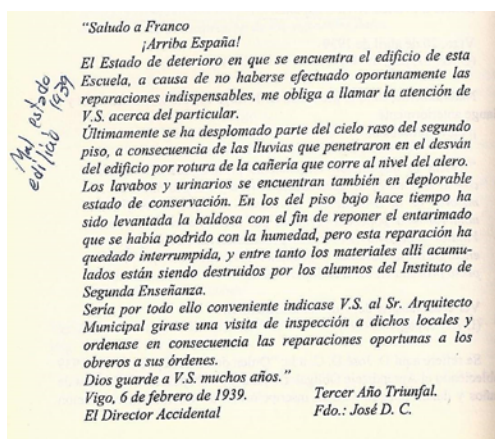 "Saludo a Franco
¡Arriba España!
El Estado de deterioro en que se encuentra el edificio de esta
Escuela, a causa de no haberse efectuado oportunamente las
reparaciones indispensables, me obliga a llamar la atención de
V.S. acerca del particular.
Últimamente se ha desplomado parte del cielo raso del segundo
piso, a consecuencia de las lluvias que penetraron en el desván
del edificio por rotura de la cañería que corre al nivel del alero.
Los lavabos y urinarios se encuentran también en deplorable
estado de conservación. En los del piso bajo hace tiempo ha
sido levantada la baldosa con el fin de reponer el entarimado
que se había podrido con la humedad, pero esta reparación ha
quedado interrumpida, y entre tanto los materiales allí acumu-
lados están siendo destruidos por los alumnos del Instituto de
Segunda Enseñanza.
Sería por todo ello conveniente indicase V.S. al Sr. Arquitecto
Municipal girase una visita de inspección a dichos locales y
ordenase en consecuencia las reparaciones oportunas a los
obreros a sus órdenes.
Dios guarde a V.S. muchos años."
Vigo, 6 de febrero de 1939. Tercer Año Triunfal.
El Director Accidental Fdo.: José D. C.
Mal estado
1939